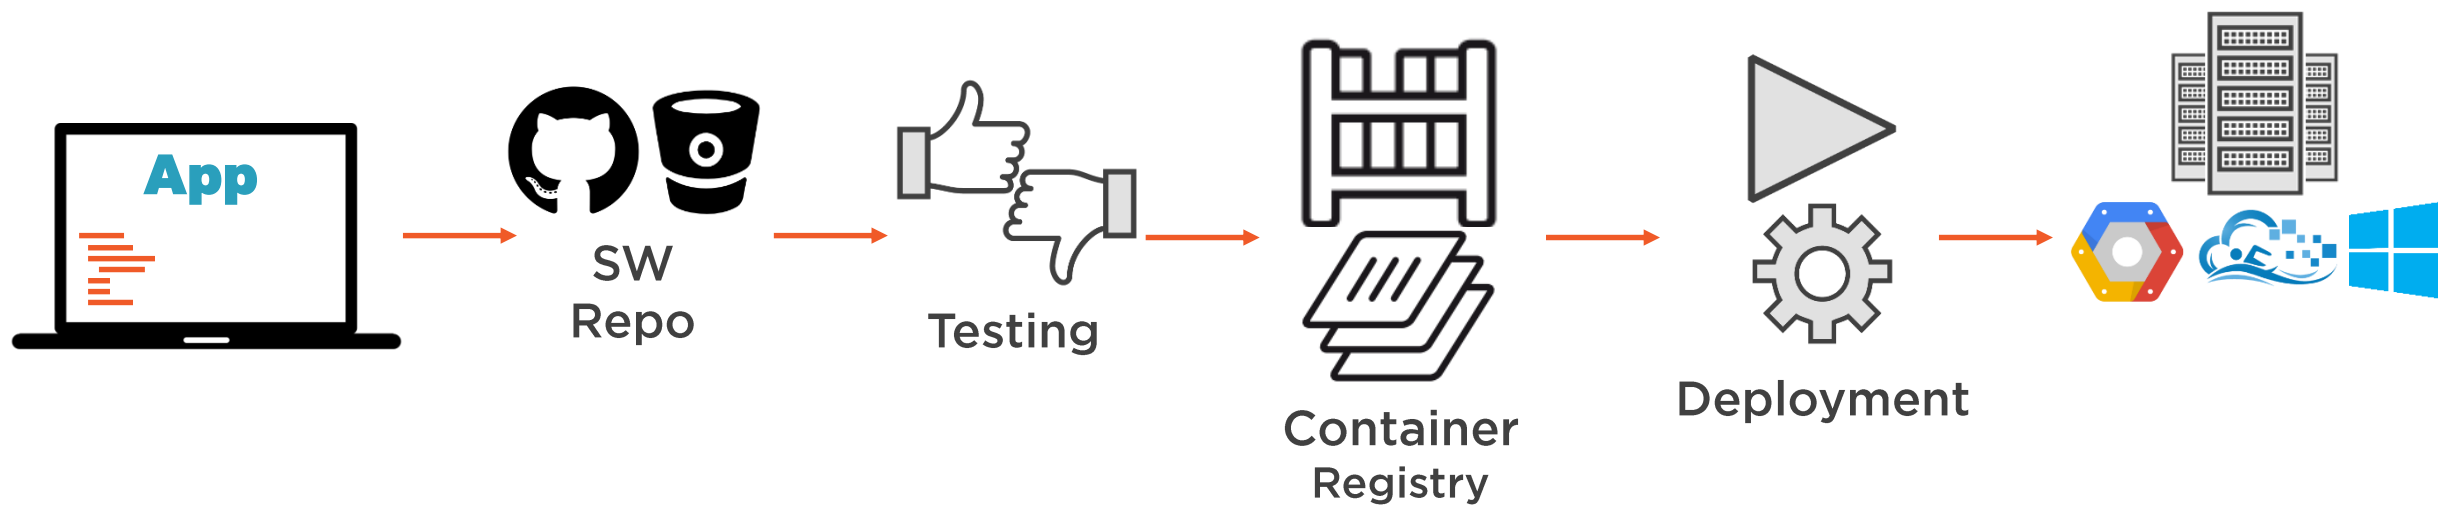 App
SW
Repo
Testing
Container
Registry
Deployment